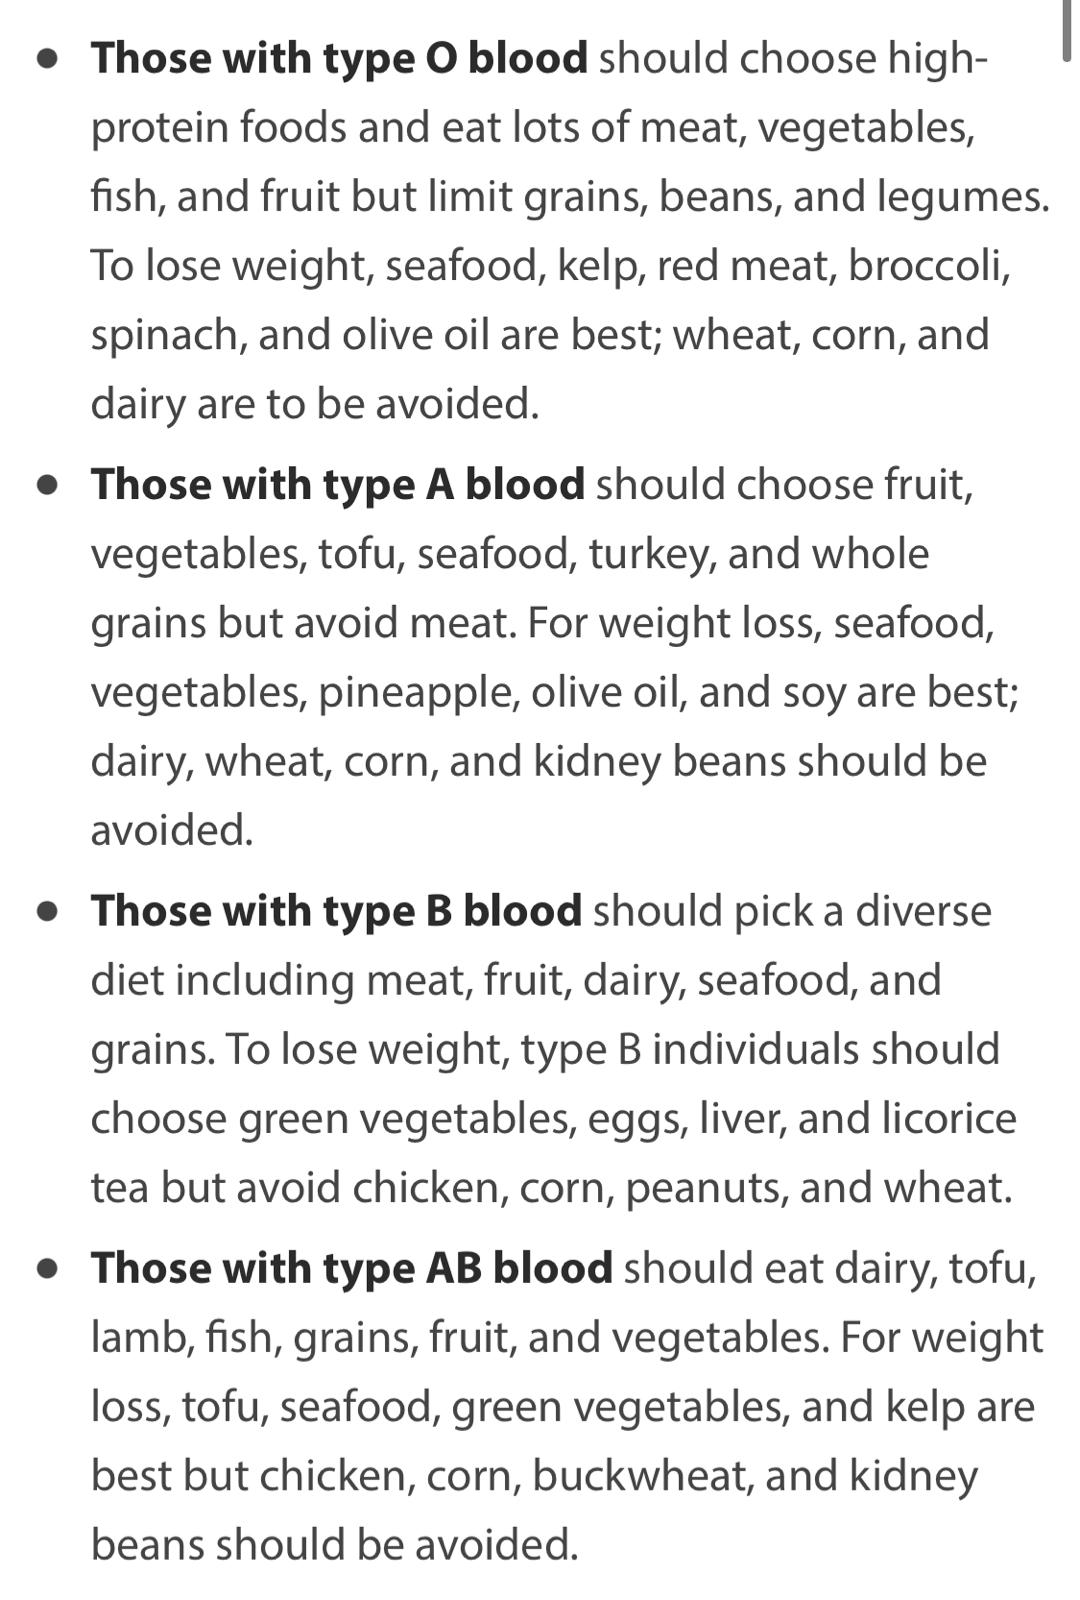 ● Those with type O blood should choose high-
protein foods and eat lots of meat, vegetables,
fish, and fruit but limit grains, beans, and legumes.
To lose weight, seafood, kelp, red meat, broccoli,
spinach, and olive oil are best; wheat, corn, and
dairy are to be avoided.
● Those with type A blood should choose fruit,
vegetables, tofu, seafood, turkey, and whole
grains but avoid meat. For weight loss, seafood,
vegetables, pineapple, olive oil, and soy are best;
dairy, wheat, corn, and kidney beans should be
avoided.
● Those with type B blood should pick a diverse
diet including meat, fruit, dairy, seafood, and
grains. To lose weight, type B individuals should
choose green vegetables, eggs, liver, and licorice
tea but avoid chicken, corn, peanuts, and wheat.
● Those with type AB blood should eat dairy, tofu,
lamb, fish, grains, fruit, and vegetables. For weight
loss, tofu, seafood, green vegetables, and kelp are
best but chicken, corn, buckwheat, and kidney
beans should be avoided.